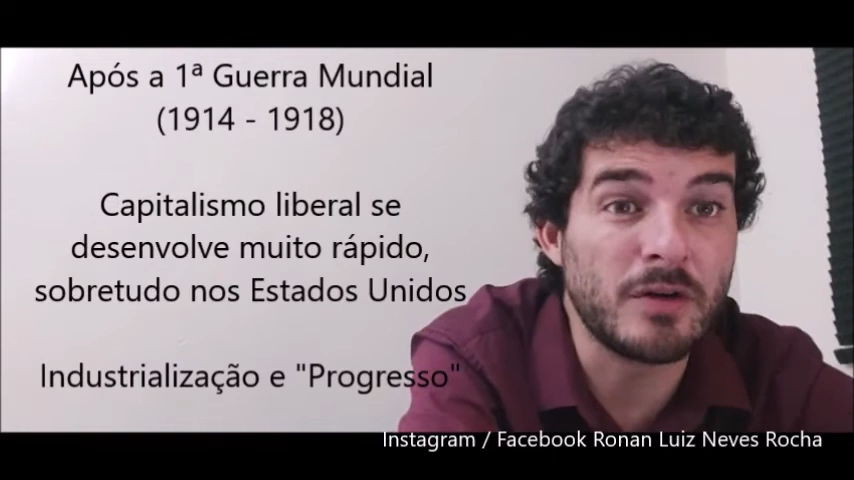 Após a 1ª Guerra Mundial
(1914 - 1918)
Capitalismo liberal se
desenvolve muito rápido,
sobretudo nos Estados Unidos
Industrialização e "Progresso"
Instagram / Facebook Ronan Luiz Neves Rocha